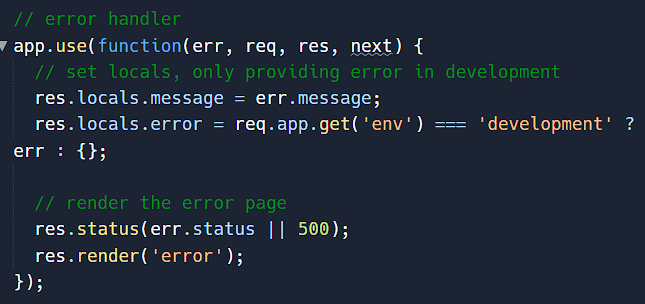 // error handler
app.use(function(err, req, res, next) {
// set locals, only providing error in development
res.locals.message = err.message;
res.locals.error = req.app.get('env') === 'development' ?
err : {};
// render the error page
res.status(err.status || 500);
res.render('error');
});